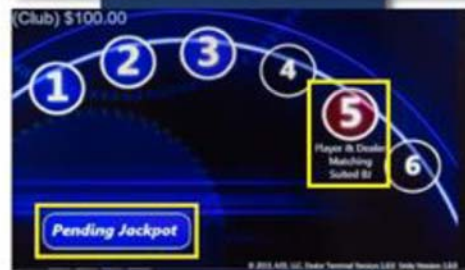 (Club) $100.00
1
2
3
4
5
Player & Dealer
Matching
Suited BJ
6
Pending Jackpot